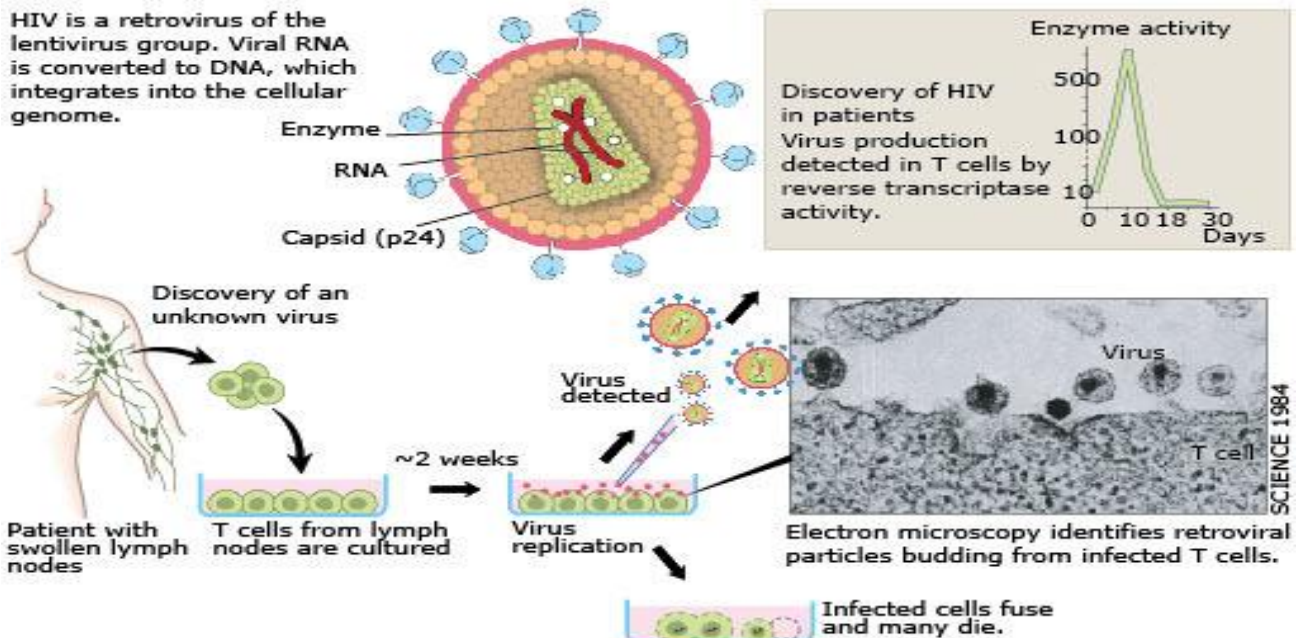 HIV is a retrovirus of the
lentivirus group. Viral RNA
is converted to DNA, which
integrates into the cellular
genome.
Enzyme
RNA
Capsid (p24)
Enzyme activity
Discovery of HIV
in patients
Virus production
detected in T cells by
reverse transcriptase
activity.
500
100
10
0 10 18 30
Days
Discovery of an
unknown virus
Virus
detected
~2 weeks
Patient with
swollen lymph
nodes
T cells from lymph
nodes are cultured
Virus
replication
Virus
T cell
SCIENCE 1984
Electron microscopy identifies retroviral
particles budding from infected T cells.
Infected cells fuse
and many die.